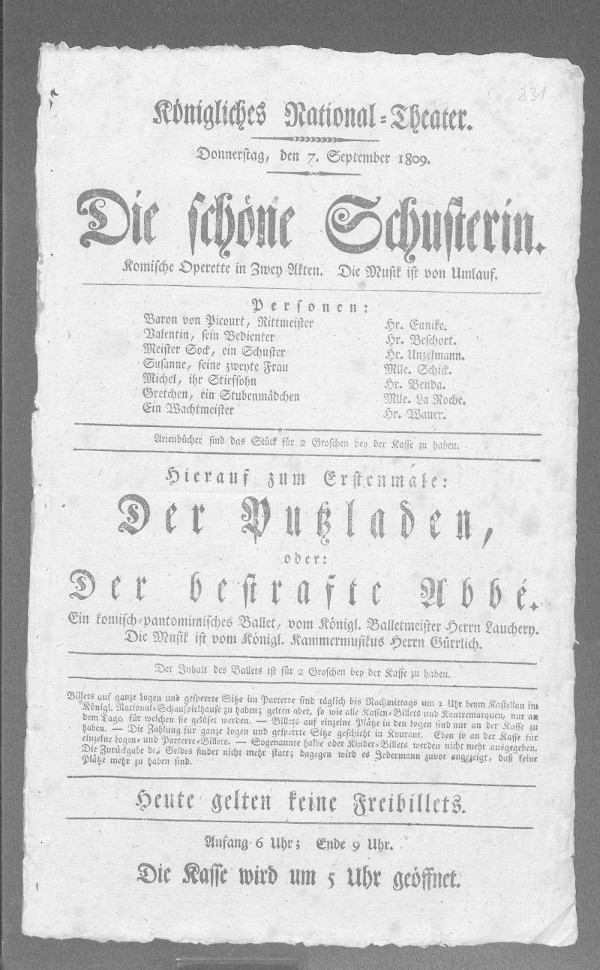 231
Königliches National-Theater.
Donnerstag, den 7. September 1809.
Die schöne Schusterin.
Komische Operette in Zwey Akten. Die Musik ist von Umlauf.
Personen:
Baron von Picourt, Rittmeister Hr. Eunike.
Valentin, sein Bedienter Hr. Beschort.
Meister Sock, ein Schuster Hr. Unzelmann.
Susanne, seine zweyte Frau Mlle. Schick.
Michel, ihr Stiefsohn Hr. Benda.
Gretchen, ein Stubenmädchen Mlle. La Roche.
Ein Wachtmeister Hr. Wauer.
Arienbücher sind das Stück für 2 Groschen bey der Kasse zu haben.
Hierauf zum Erstenmale:
Der Putzladen,
oder:
Der bestrafte Abbé.
Ein komisch-pantomimisches Ballet, vom Königl. Balletmeister Herrn Lauchery.
Die Musik ist vom Königl. Kammermusikus Herrn Gürrlich.
Der Inhalt des Ballets ist für 2 Groschen bey der Kasse zu haben.
Billets auf ganze Logen und gesperrte Sitze im Parterre sind täglich bis Nachmittags um 2 Uhr beym Kastellan im
Königl. National-Schauspielhause zu haben; gelten aber, so wie alle Kassen-Billets und Kontremarquen, nur an
dem Tage, für welchen sie gelöset werden. — Billets auf einzelne Plätze in den Logen sind nur an der Kasse zu
haben. — Die Zahlung für ganze Logen und gesperrte Sitze geschieht in Kourant. Eben so an der Kasse für
einzelne Logen- und Parterre-Billets. — Sogenannte halbe oder Kinder-Billets werden nicht mehr ausgegeben.
Die Zurückgabe des Geldes findet nicht mehr statt; dagegen wird es Jedermann zuvor angezeigt, daß keine
Plätze mehr zu haben sind.
Heute gelten keine Freibillets.
Anfang 6 Uhr; Ende 9 Uhr.
Die Kasse wird um 5 Uhr geöffnet.